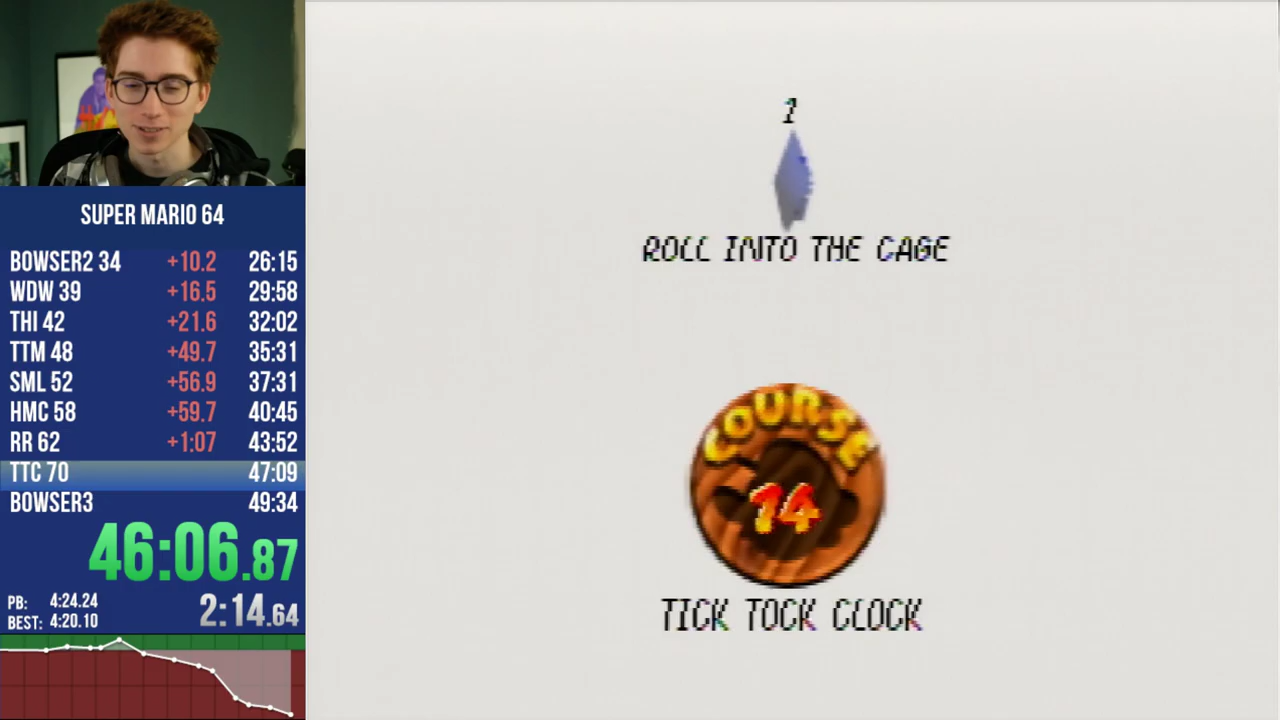 SUPER MARIO 64
BOWSER2 34 +10.2 26:15
WDW 39 +16.5 29:58
THI 42 +21.6 32:02
TTM 48 +49.7 35:31
SML 52 +56.9 37:31
HMC 58 +59.7 40:45
RR 62 +1:07 43:52
TTC 70 47:09
BOWSER3 49:34
46:06.87
PB: 4:24.24
BEST: 4:20.10
2:14.64
1
ROLL INTO THE CAGE
COURSE
14
TICK TOCK CLOCK